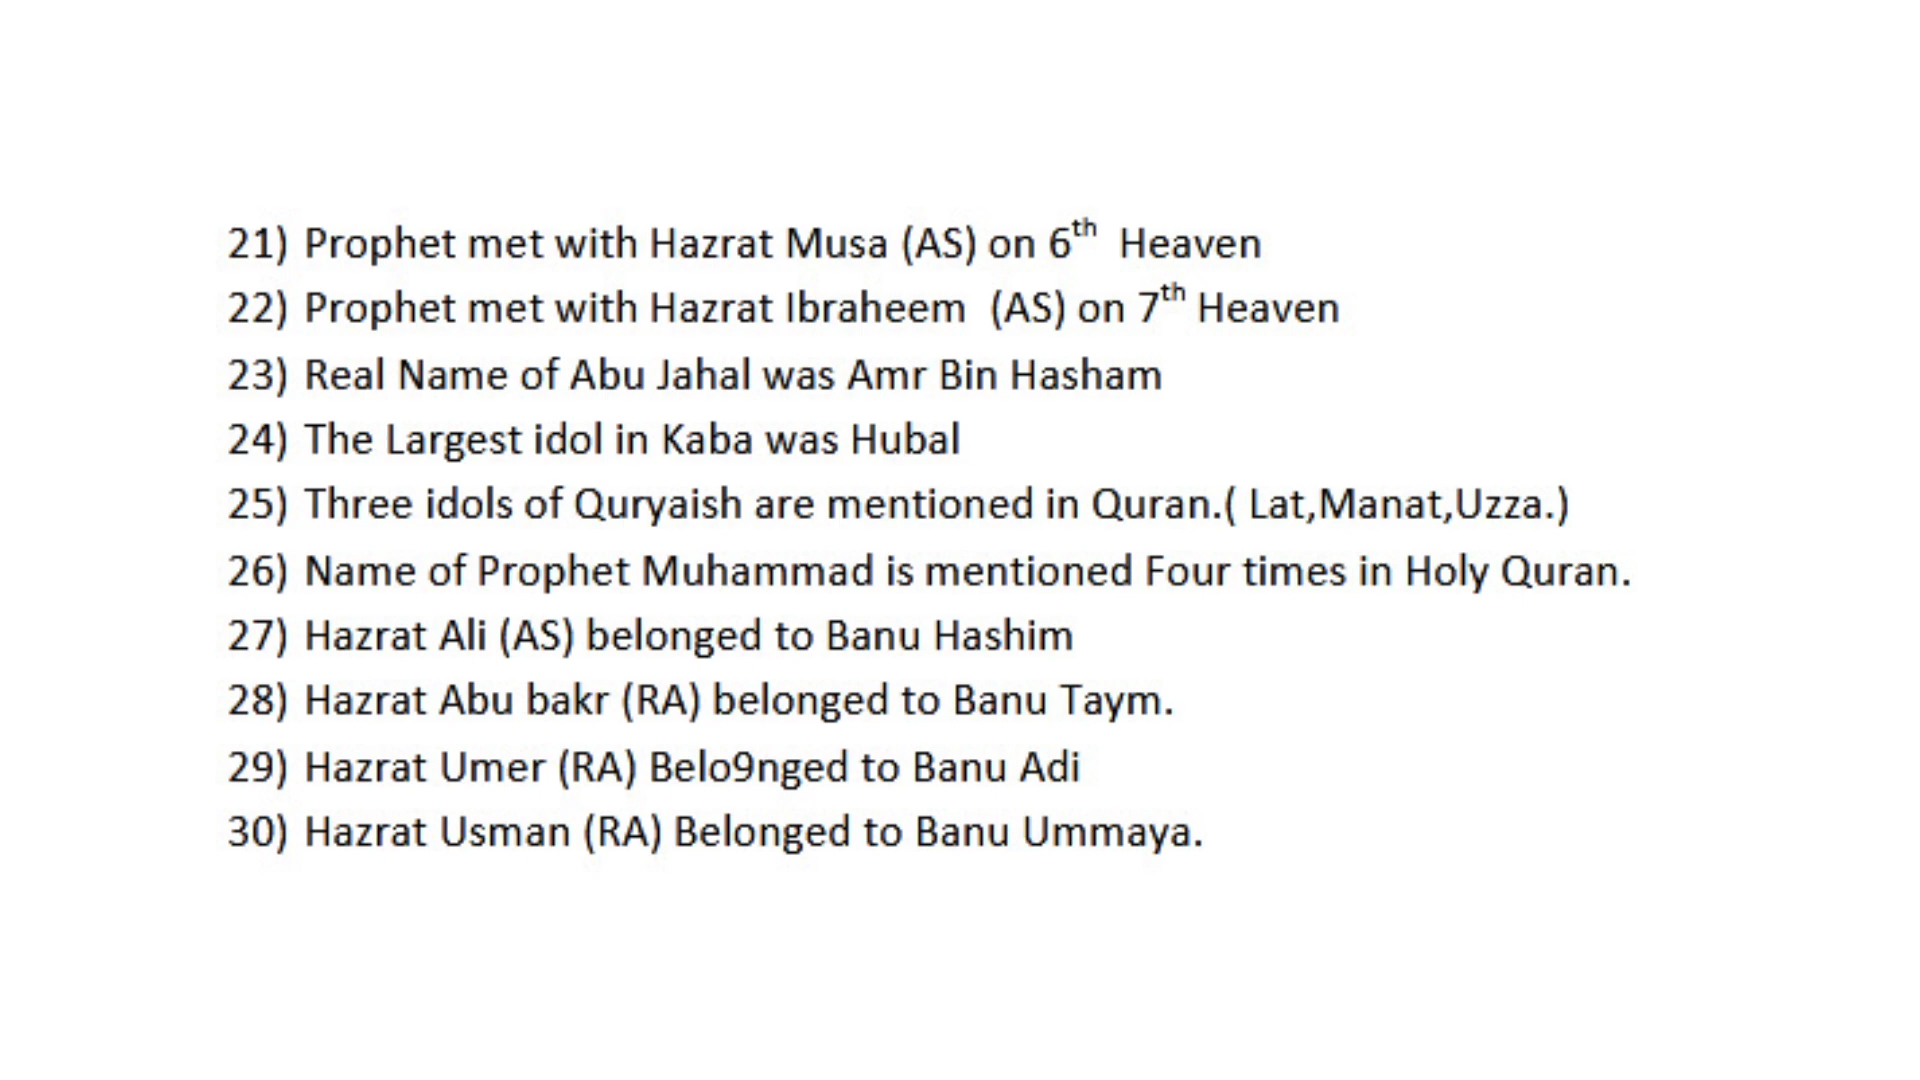 21) Prophet met with Hazrat Musa (AS) on 6th Heaven
22) Prophet met with Hazrat Ibraheem (AS) on 7th Heaven
23) Real Name of Abu Jahal was Amr Bin Hasham
24) The Largest idol in Kaba was Hubal
25) Three idols of Quryaish are mentioned in Quran.( Lat,Manat,Uzza.)
26) Name of Prophet Muhammad is mentioned Four times in Holy Quran.
27) Hazrat Ali (AS) belonged to Banu Hashim
28) Hazrat Abu bakr (RA) belonged to Banu Taym.
29) Hazrat Umer (RA) Belo9nged to Banu Adi
30) Hazrat Usman (RA) Belonged to Banu Ummaya.